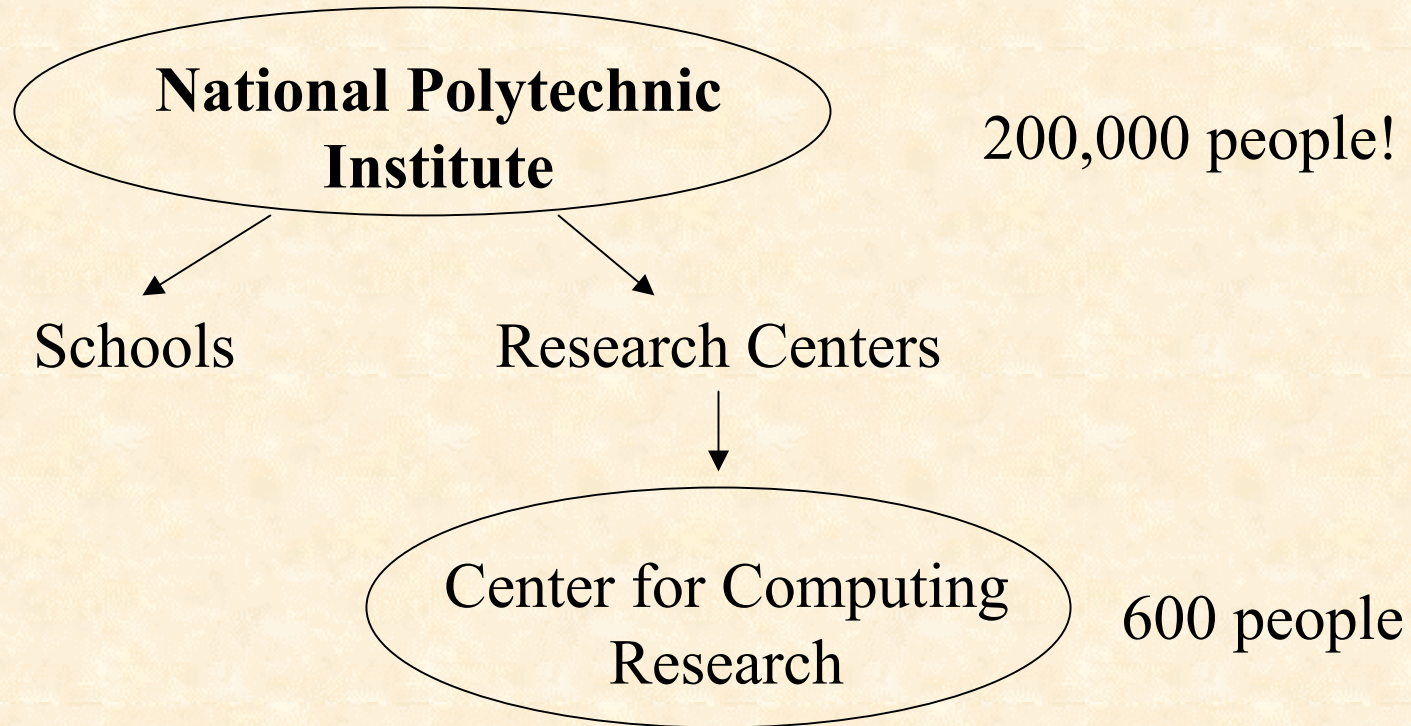 National Polytechnic
Institute
200,000 people!
Schools
Research Centers
Center for Computing
Research
600 people